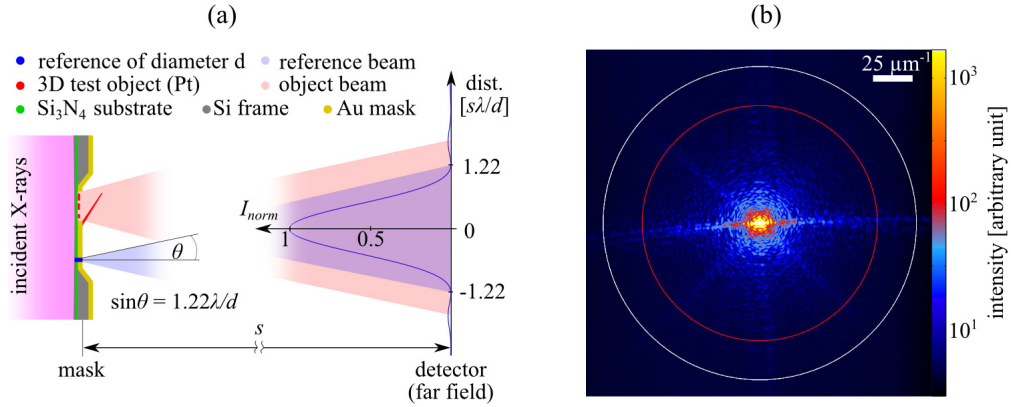 (a)
reference of diameter d
reference beam
3D test object (Pt)
object beam
Si₃N₄ substrate
Si frame
Au mask
dist.
[sλ/d]
incident X-rays
1.22
I_norm
1
0.5
0
θ
-1.22
sinθ = 1.22λ/d
s
mask
detector
(far field)
(b)
25 µm⁻¹
10³
10²
10¹
intensity [arbitrary unit]